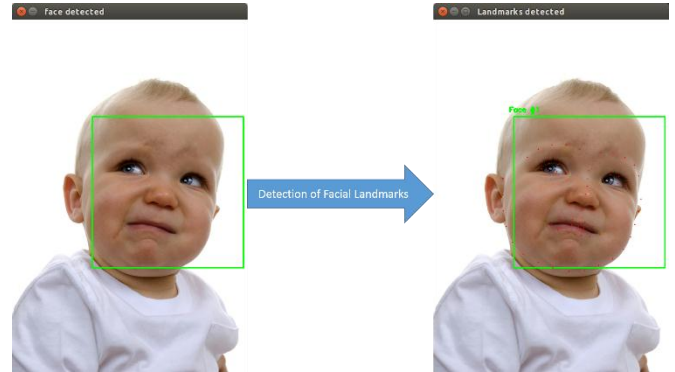 face detected
Landmarks detected
Face #1
Detection of Facial Landmarks